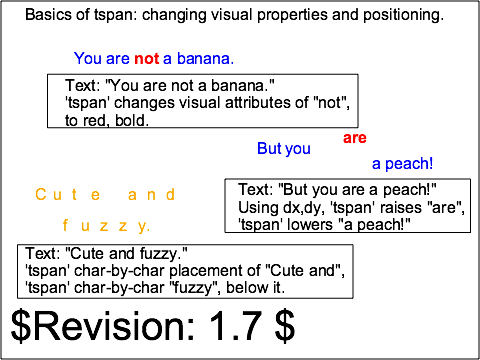 Basics of tspan: changing visual properties and positioning.
You are not a banana.
Text: "You are not a banana."
'tspan' changes visual attributes of "not",
to red, bold.
But you are a peach!
Text: "But you are a peach!"
Using dx,dy, 'tspan' raises "are",
'tspan' lowers "a peach!"
Cute and
fuzzy.
Text: "Cute and fuzzy."
'tspan' char-by-char placement of "Cute and",
'tspan' char-by-char "fuzzy", below it.
$Revision: 1.7 $